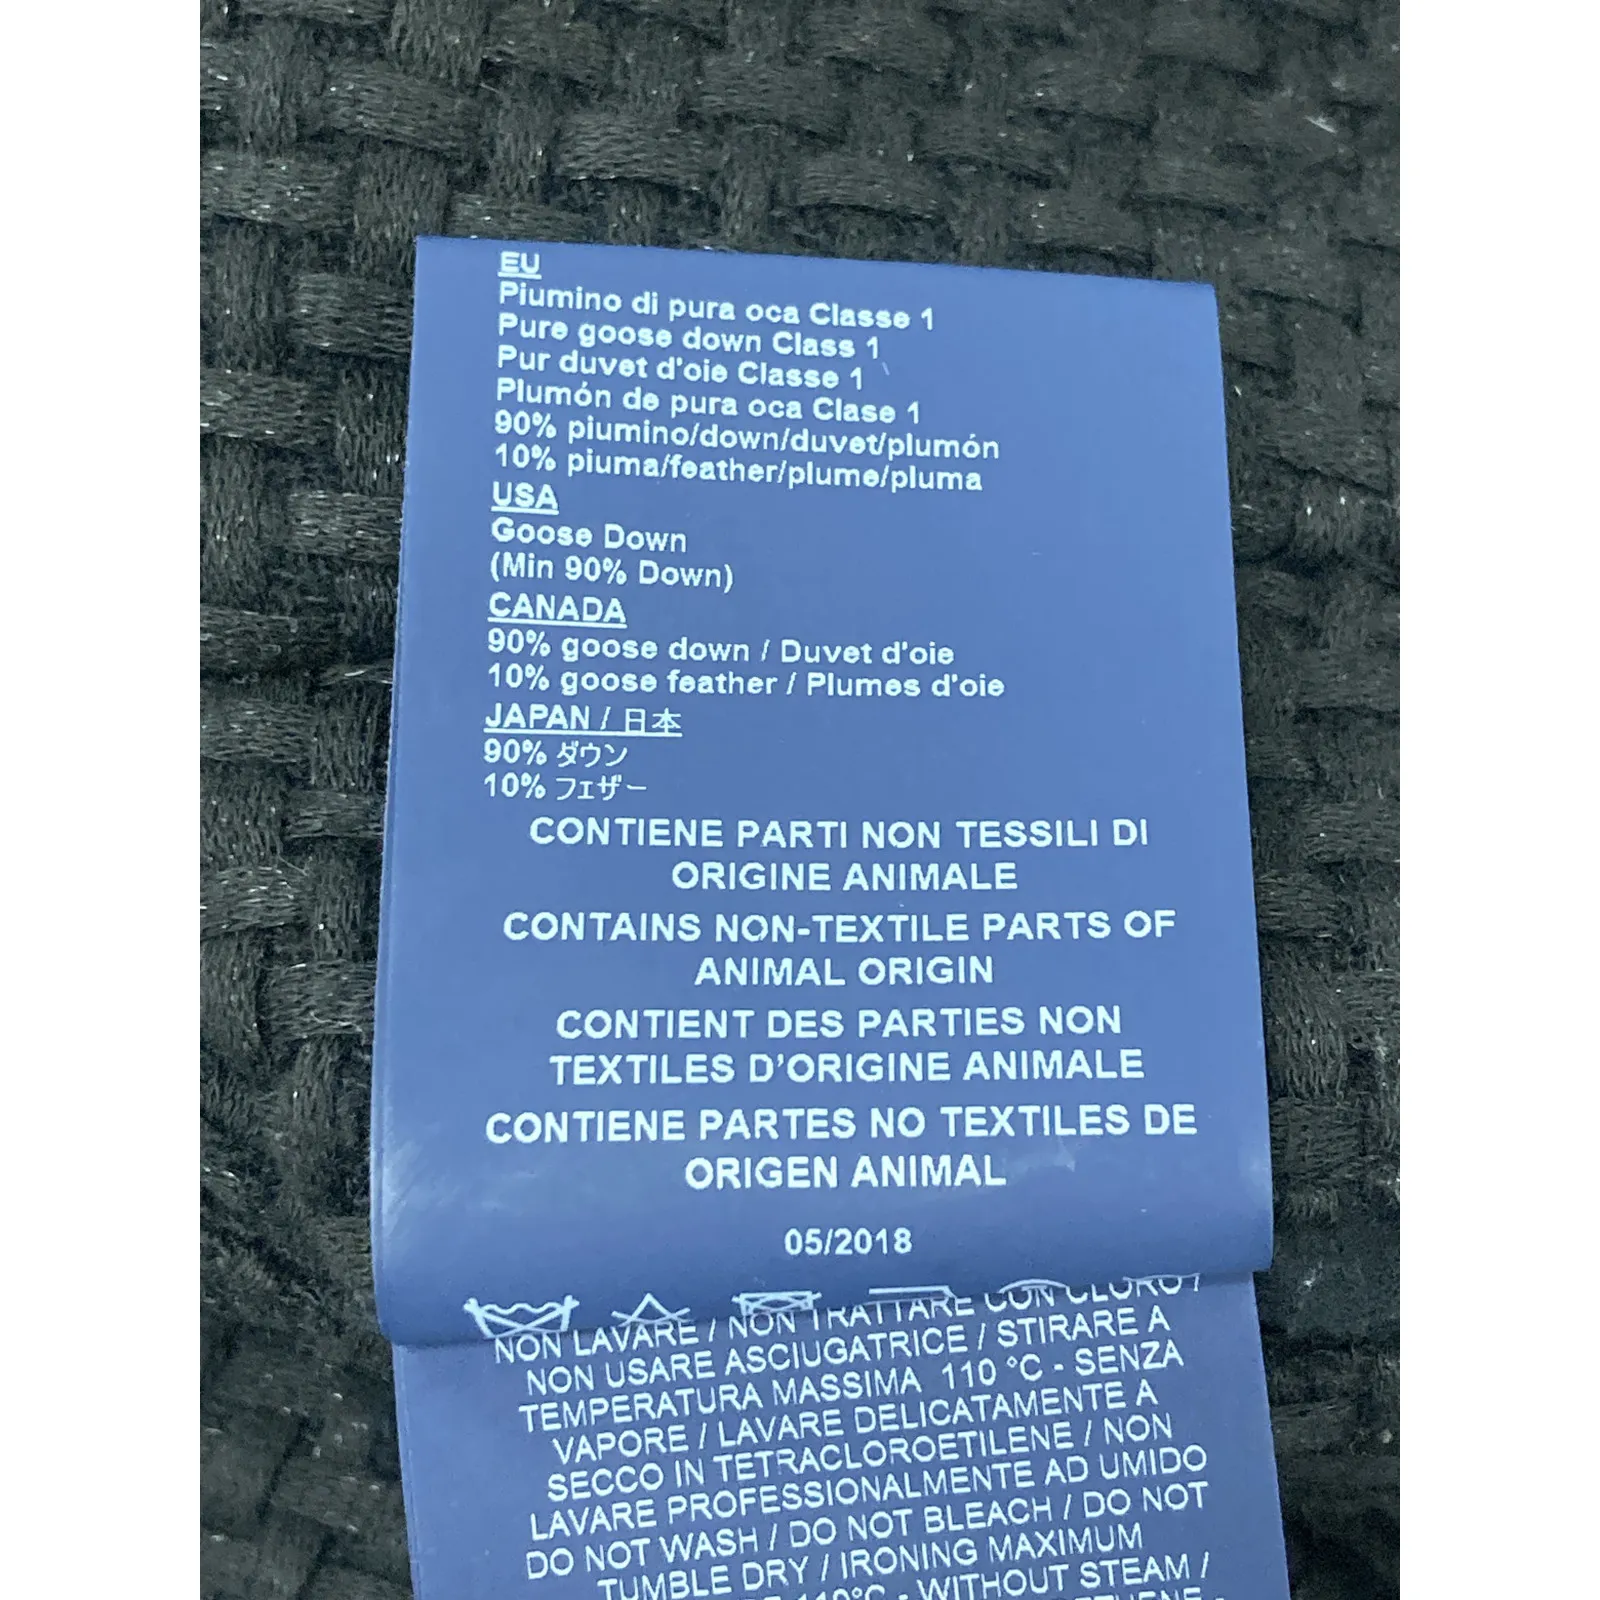 EU
Piumino di pura oca Classe 1
Pure goose down Class 1
Pur duvet d'oie Classe 1
Plumón de pura oca Clase 1
90% piumino/down/duvet/plumón
10% piuma/feather/plume/pluma
USA
Goose Down
(Min 90% Down)
CANADA
90% goose down / Duvet d'oie
10% goose feather / Plumes d'oie
JAPAN / 日本
90% ダウン
10% フェザー
CONTIENE PARTI NON TESSILI DI
ORIGINE ANIMALE
CONTAINS NON-TEXTILE PARTS OF
ANIMAL ORIGIN
CONTIENT DES PARTIES NON
TEXTILES D'ORIGINE ANIMALE
CONTIENE PARTES NO TEXTILES DE
ORIGEN ANIMAL
05/2018
NON LAVARE / NON TRATTARE CON CLORO /
NON USARE ASCIUGATRICE / STIRARE A
TEMPERATURA MASSIMA 110 °C - SENZA
VAPORE / LAVARE DELICATAMENTE A
SECCO IN TETRACLOROETILENE / NON
LAVARE PROFESSIONALMENTE AD UMIDO
DO NOT WASH / DO NOT BLEACH / DO NOT
TUMBLE DRY / IRONING MAXIMUM
110°C - WITHOUT STEAM /